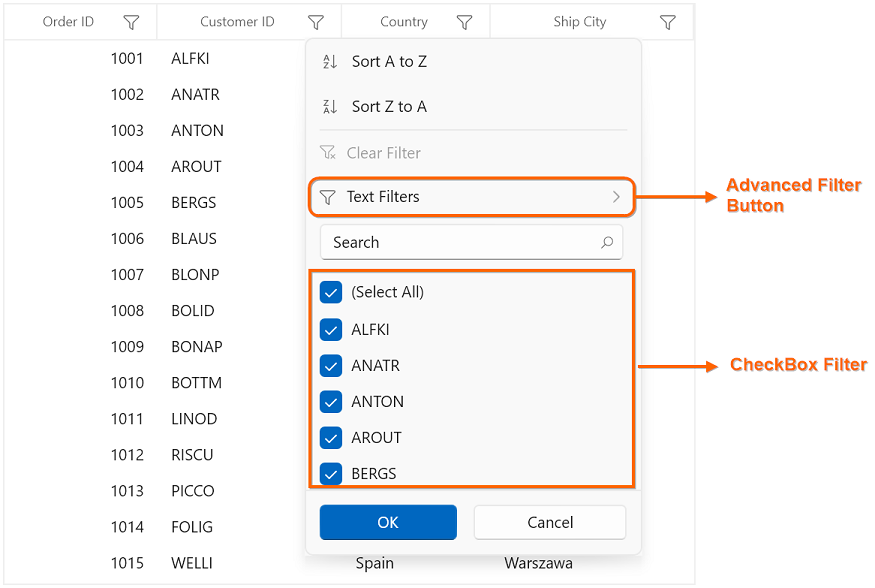 Order ID Customer ID Country Ship City
1001 ALFKI
Sort A to Z
1002 ANATR
Sort Z to A
1003 ANTON
Clear Filter
1004 AROUT
Text Filters
Advanced Filter
Button
1005 BERGS
1006 BLAUS
Search
1007 BLONP
(Select All)
1008 BOLID
ALFKI
1009 BONAP
ANATR
CheckBox Filter
1010 BOTTM
ANTON
1011 LINOD
AROUT
1012 RISCU
BERGS
1013 PICCO
OK Cancel
1014 FOLIG
1015 WELLI Spain Warszawa